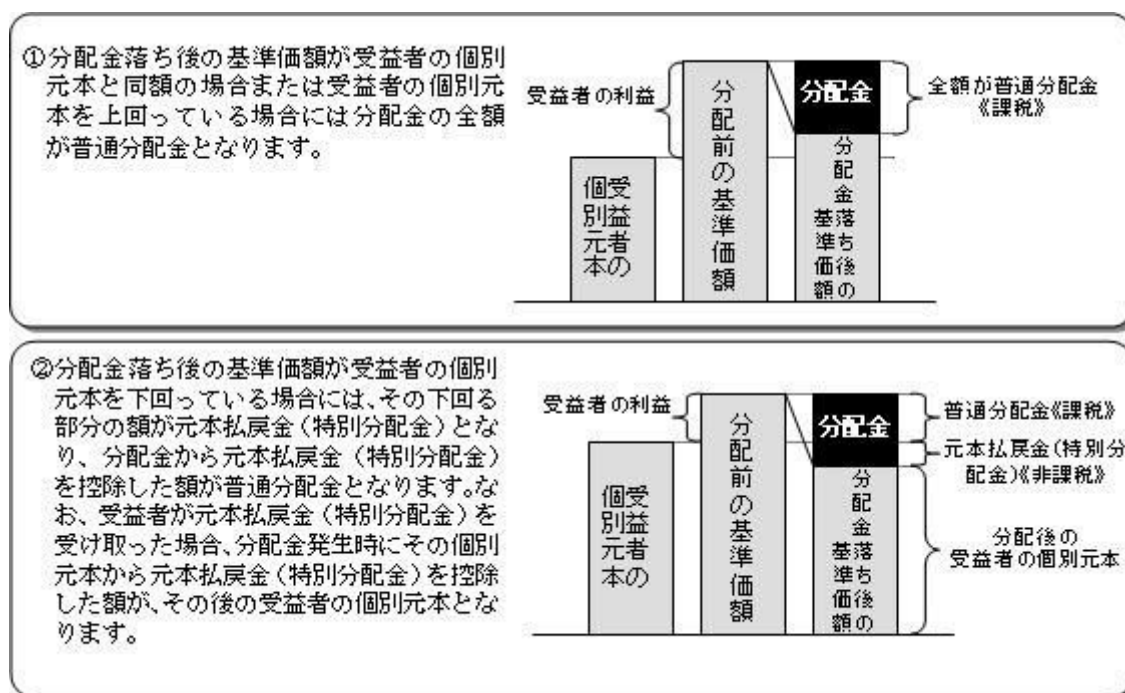 ①分配金落ち後の基準価額が受益者の個別
元本と同額の場合または受益者の個別元
本を上回っている場合には分配金の全額
が普通分配金となります。
受益者の利益
受益者の
個別元本
分配前の基準価額
分配金
分配金落ち後の
基準価額
全額が普通分配金
《課税》
②分配金落ち後の基準価額が受益者の個別
元本を下回っている場合には、その下回る
部分の額が元本払戻金(特別分配金)とな
り、分配金から元本払戻金(特別分配金)
を控除した額が普通分配金となります。な
お、受益者が元本払戻金(特別分配金)を
受け取った場合、分配金発生時にその個別
元本から元本払戻金(特別分配金)を控除
した額が、その後の受益者の個別元本とな
ります。
受益者の利益
受益者の
個別元本
分配前の基準価額
分配金
分配金落ち後の
基準価額
普通分配金《課税》
元本払戻金(特別分
配金)《非課税》
分配後の
受益者の個別元本